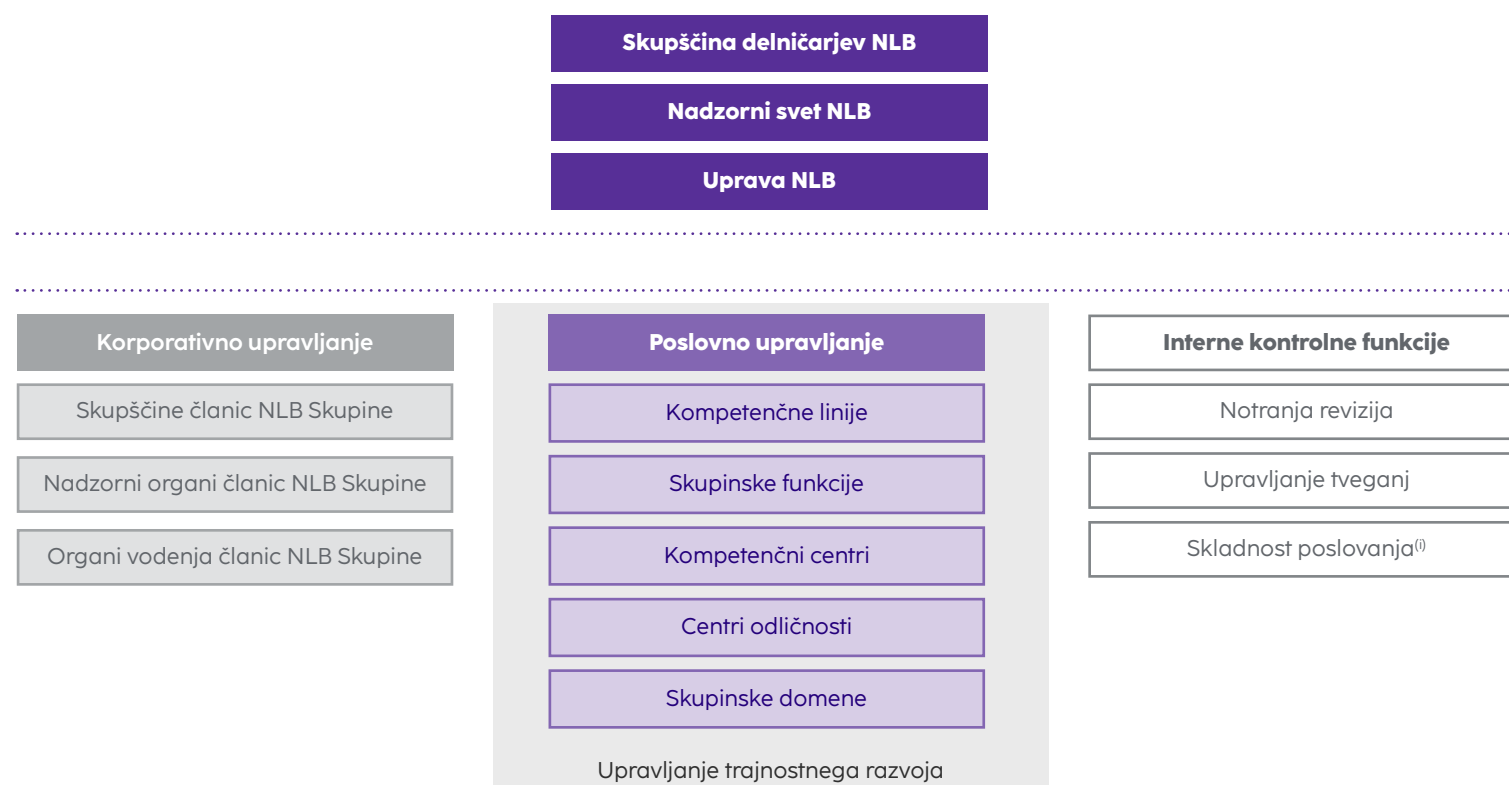 Skupščina delničarjev NLB
Nadzorni svet NLB
Uprava NLB
Korporativno upravljanje
Skupščine članic NLB Skupine
Nadzorni organi članic NLB Skupine
Organi vodenja članic NLB Skupine
Poslovno upravljanje
Kompetenčne linije
Skupinske funkcije
Kompetenčni centri
Centri odličnosti
Skupinske domene
Upravljanje trajnostnega razvoja
Interne kontrolne funkcije
Notranja revizija
Upravljanje tveganj
Skladnost poslovanja(i)